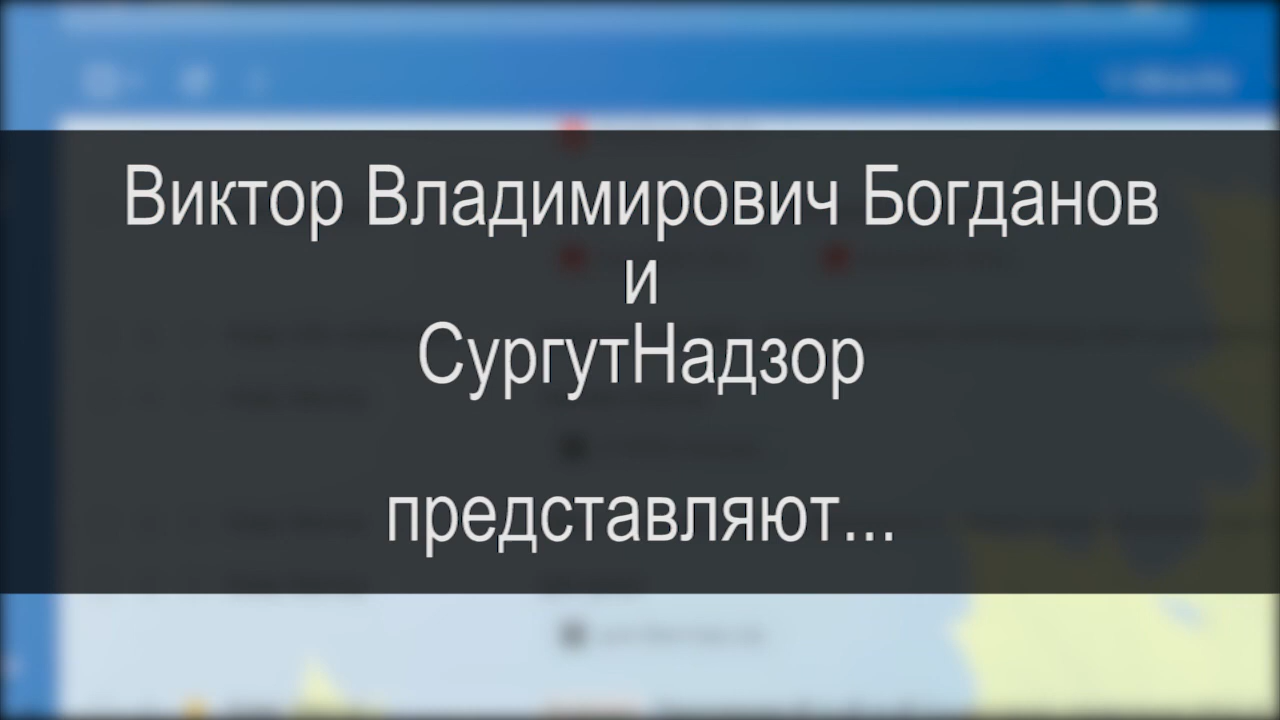 Виктор Владимирович Богданов
и
СургутНадзор
представляют...